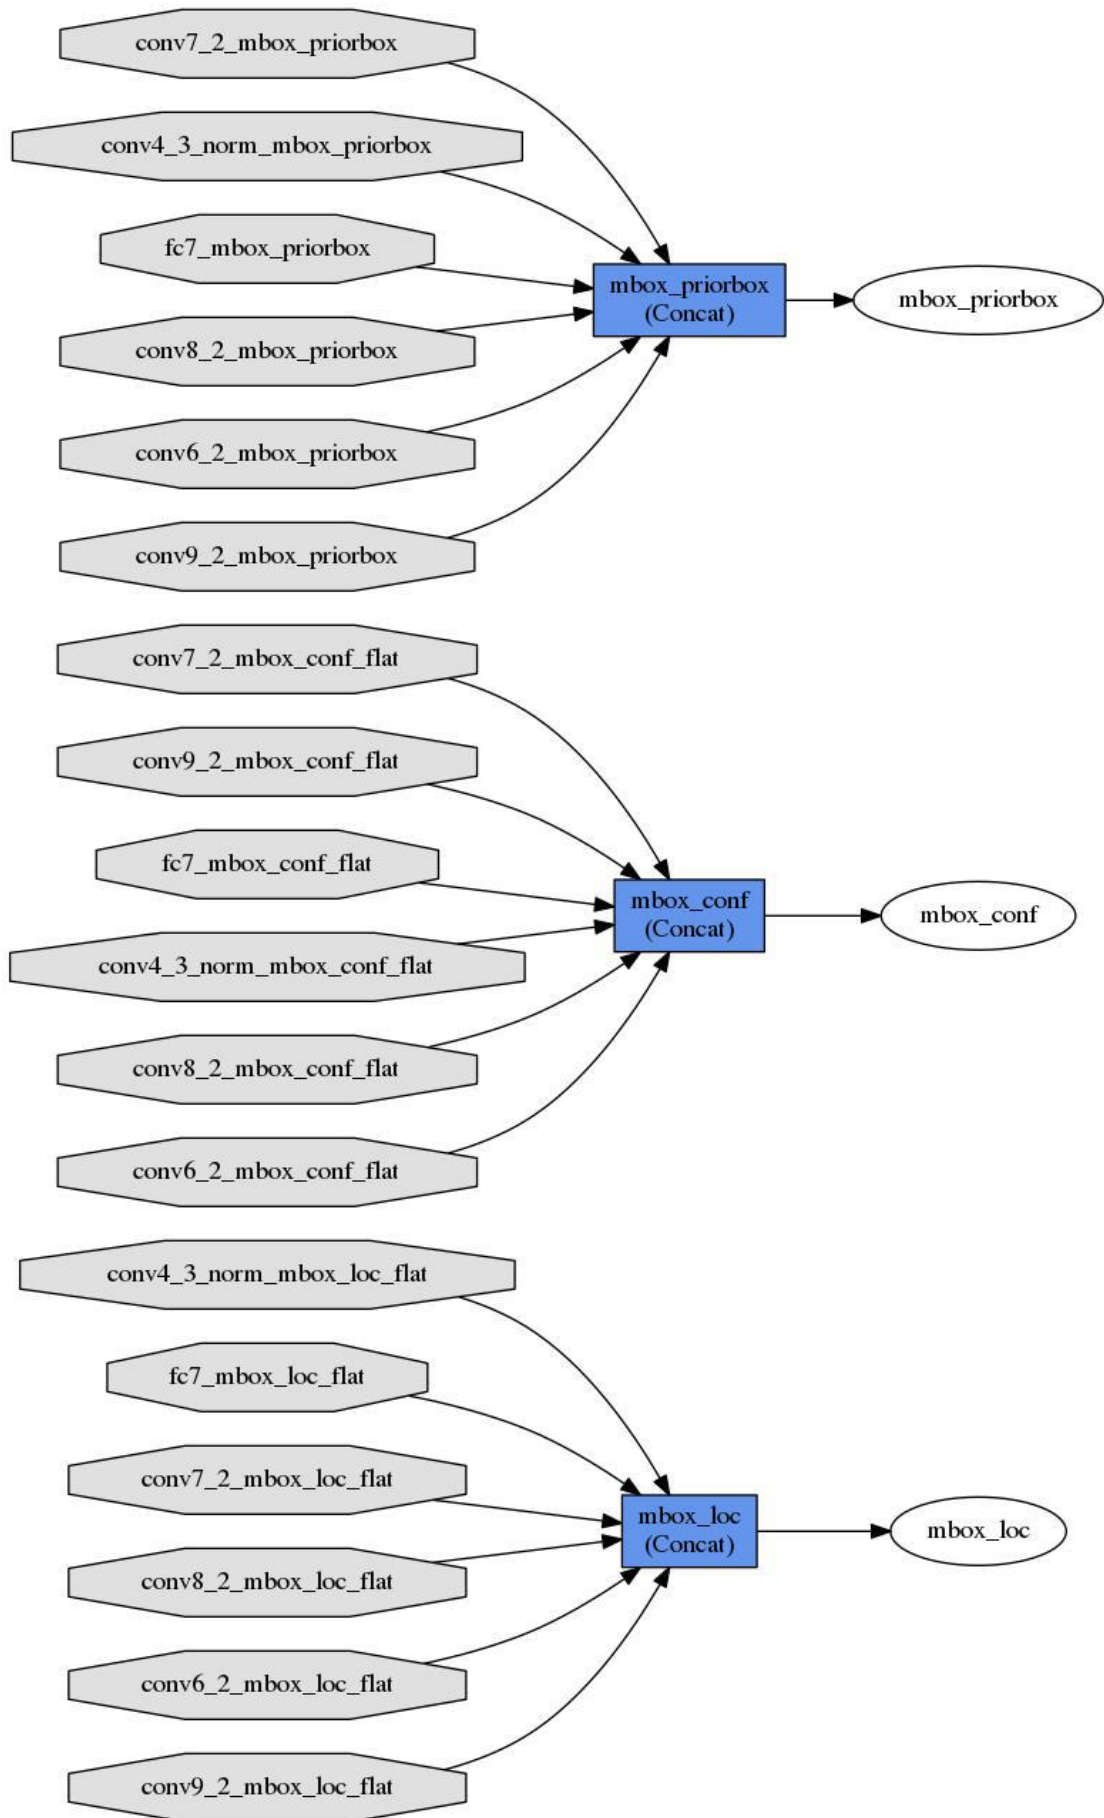 conv7_2_mbox_priorbox
conv4_3_norm_mbox_priorbox
fc7_mbox_priorbox
mbox_priorbox
(Concat)
mbox_priorbox
conv8_2_mbox_priorbox
conv6_2_mbox_priorbox
conv9_2_mbox_priorbox
conv7_2_mbox_conf_flat
conv9_2_mbox_conf_flat
fc7_mbox_conf_flat
mbox_conf
(Concat)
mbox_conf
conv4_3_norm_mbox_conf_flat
conv8_2_mbox_conf_flat
conv6_2_mbox_conf_flat
conv4_3_norm_mbox_loc_flat
fc7_mbox_loc_flat
conv7_2_mbox_loc_flat
mbox_loc
(Concat)
mbox_loc
conv8_2_mbox_loc_flat
conv6_2_mbox_loc_flat
conv9_2_mbox_loc_flat